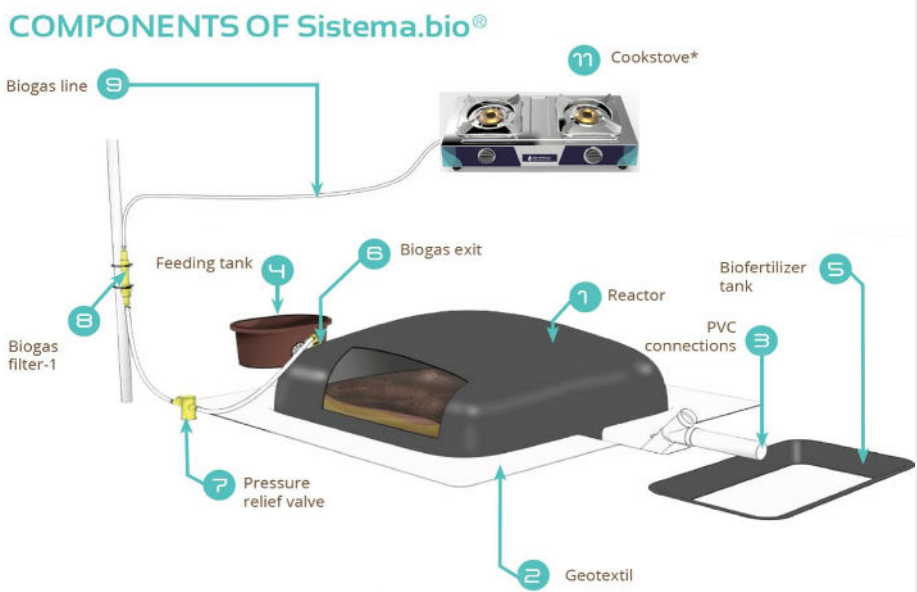 COMPONENTS OF Sistema.bio®
11 Cookstove*
Biogas line 9
6 Biogas exit
Feeding tank 4
1 Reactor
Biofertilizer 5
tank
PVC 3
connections
8
Biogas
filter-1
7 Pressure
relief valve
2 Geotextil